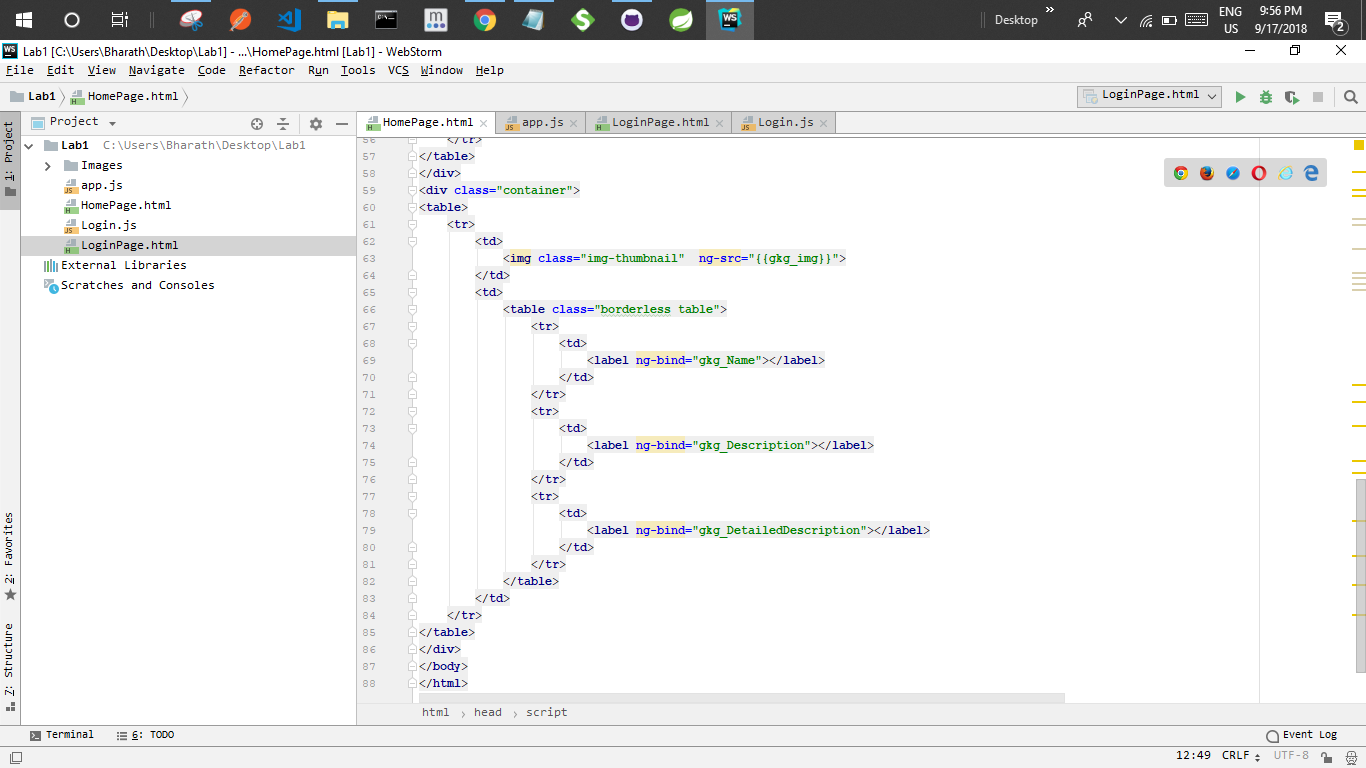 Desktop
ENG
US
9:56 PM
9/17/2018
2
WS
Lab1 [C:\Users\Bharath\Desktop\Lab1] - ...\HomePage.html [Lab1] - WebStorm
File Edit View Navigate Code Refactor Run Tools VCS Window Help
Lab1 HomePage.html
LoginPage.html
Project
HomePage.html app.js LoginPage.html Login.js
1: Project
2: Favorites
Z: Structure
Lab1 C:\Users\Bharath\Desktop\Lab1
Images
app.js
HomePage.html
Login.js
LoginPage.html
External Libraries
Scratches and Consoles
56 </tr>
57 </table>
58 </div>
59 <div class="container">
60 <table>
61 <tr>
62 <td>
63 <img class="img-thumbnail" ng-src="{{gkg_img}}">
64 </td>
65 <td>
66 <table class="borderless table">
67 <tr>
68 <td>
69 <label ng-bind="gkg_Name"></label>
70 </td>
71 </tr>
72 <tr>
73 <td>
74 <label ng-bind="gkg_Description"></label>
75 </td>
76 </tr>
77 <tr>
78 <td>
79 <label ng-bind="gkg_DetailedDescription"></label>
80 </td>
81 </tr>
82 </table>
83 </td>
84 </tr>
85 </table>
86 </div>
87 </body>
88 </html>
html › head › script
Terminal 6: TODO Event Log
12:49 CRLF UTF-8